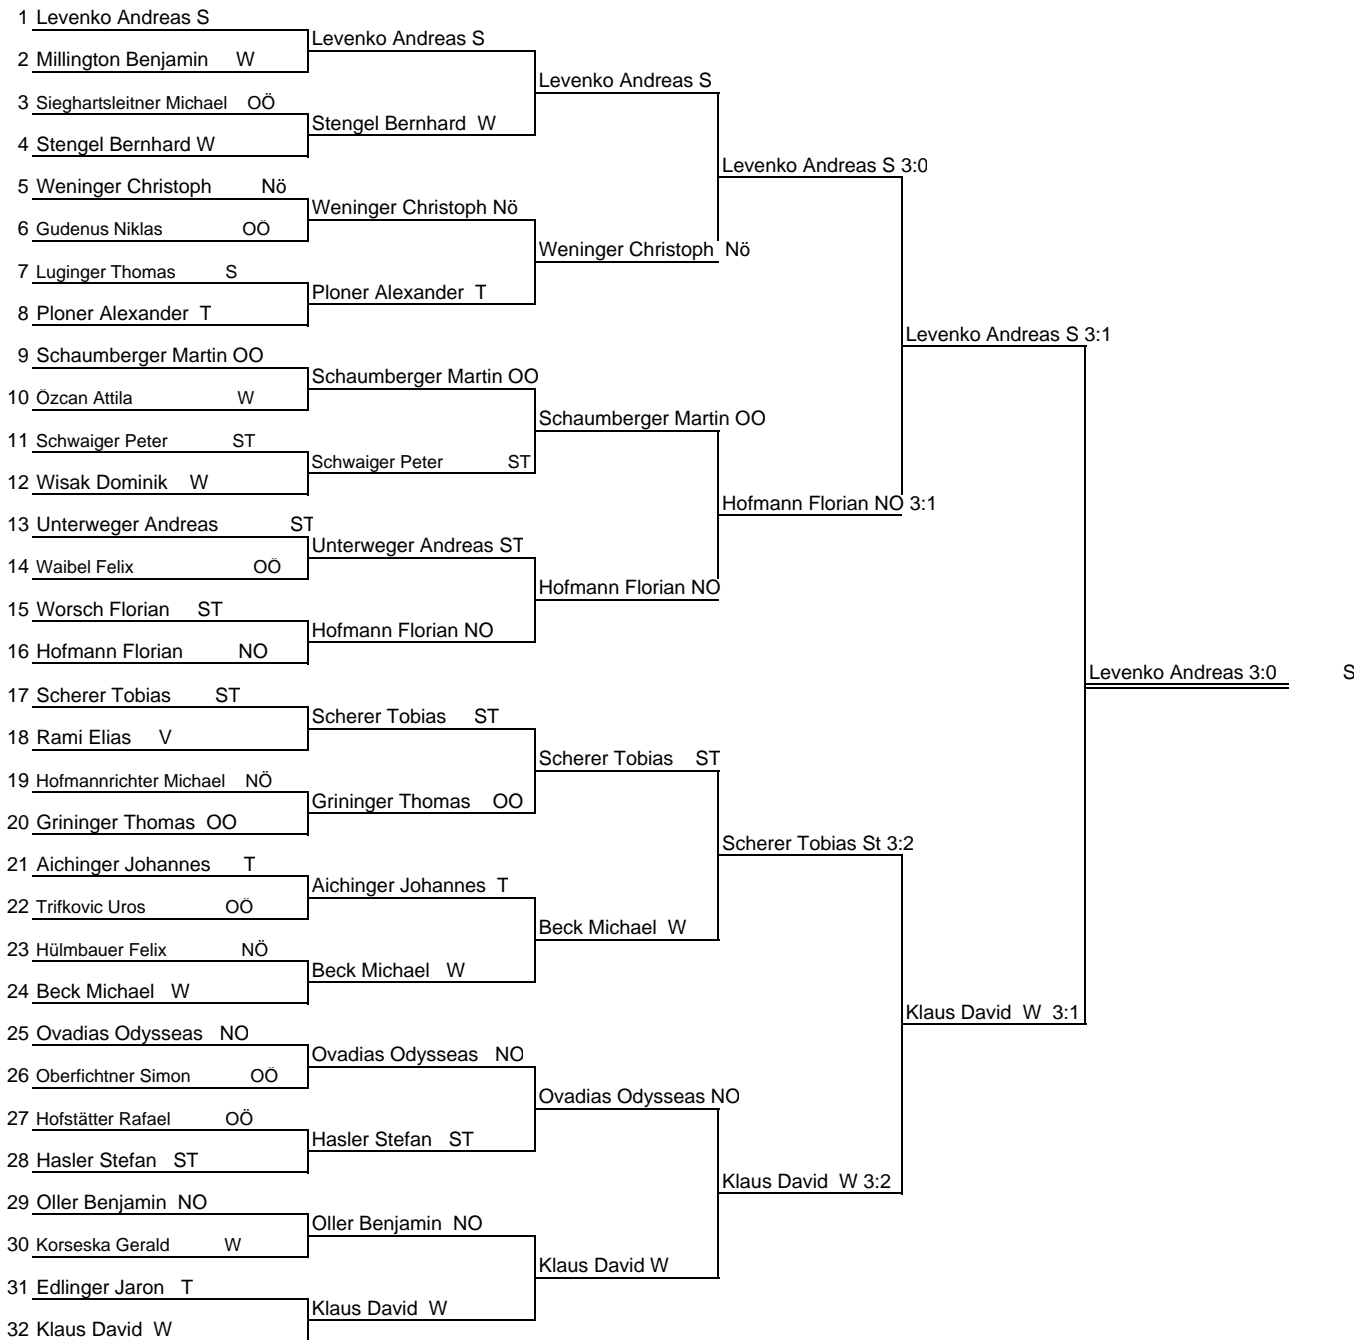 1 Levenko Andreas S
2 Millington Benjamin W
3 Sieghartsleitner Michael OÖ
4 Stengel Bernhard W
5 Weninger Christoph Nö
6 Gudenus Niklas OÖ
7 Luginger Thomas S
8 Ploner Alexander T
9 Schaumberger Martin OO
10 Özcan Attila W
11 Schwaiger Peter ST
12 Wisak Dominik W
13 Unterweger Andreas ST
14 Waibel Felix OÖ
15 Worsch Florian ST
16 Hofmann Florian NO
17 Scherer Tobias ST
18 Rami Elias V
19 Hofmannrichter Michael NÖ
20 Grininger Thomas OO
21 Aichinger Johannes T
22 Trifkovic Uros OÖ
23 Hülmbauer Felix NÖ
24 Beck Michael W
25 Ovadias Odysseas NO
26 Oberfichtner Simon OÖ
27 Hofstätter Rafael OÖ
28 Hasler Stefan ST
29 Oller Benjamin NO
30 Korseska Gerald W
31 Edlinger Jaron T
32 Klaus David W
Levenko Andreas S
Stengel Bernhard W
Weninger Christoph Nö
Ploner Alexander T
Schaumberger Martin OO
Schwaiger Peter ST
Unterweger Andreas ST
Hofmann Florian NO
Scherer Tobias ST
Grininger Thomas OO
Aichinger Johannes T
Beck Michael W
Ovadias Odysseas NO
Hasler Stefan ST
Oller Benjamin NO
Klaus David W
Levenko Andreas S
Weninger Christoph Nö
Schaumberger Martin OO
Hofmann Florian NO
Scherer Tobias ST
Beck Michael W
Ovadias Odysseas NO
Klaus David W
Levenko Andreas S 3:0
Hofmann Florian NO 3:1
Scherer Tobias St 3:2
Klaus David W 3:2
Levenko Andreas S 3:1
Klaus David W 3:1
Levenko Andreas 3:0 S